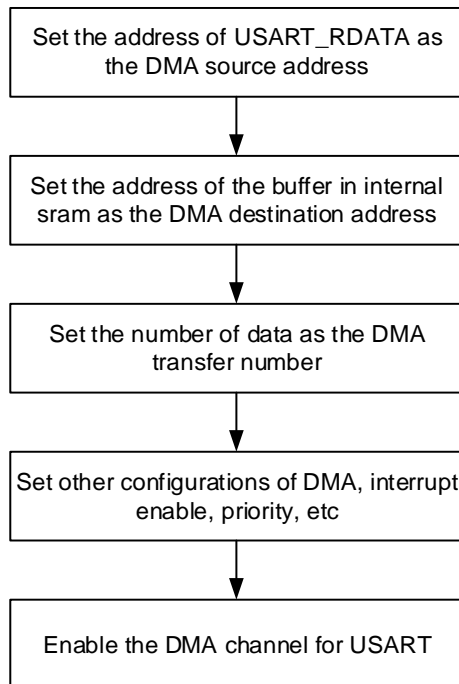 Set the address of USART_RDATA as
the DMA source address
Set the address of the buffer in internal
sram as the DMA destination address
Set the number of data as the DMA
transfer number
Set other configurations of DMA, interrupt
enable, priority, etc
Enable the DMA channel for USART